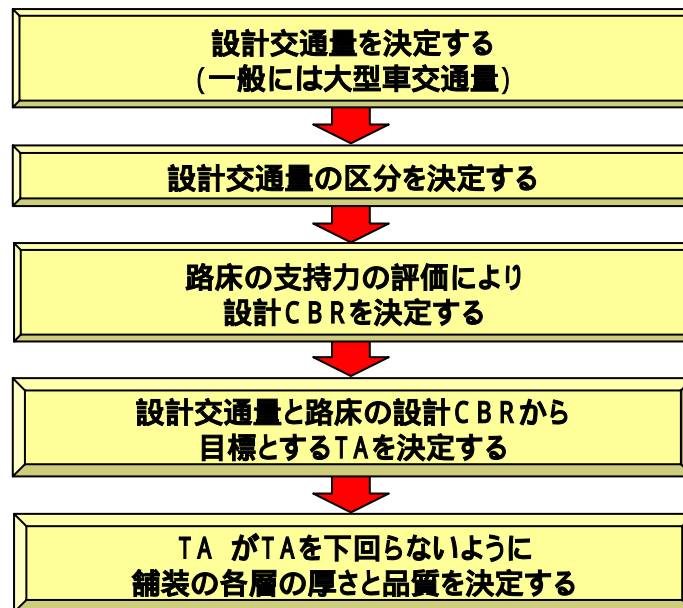 設計交通量を決定する
(一般には大型車交通量)
設計交通量の区分を決定する
路床の支持力の評価により
設計CBRを決定する
設計交通量と路床の設計CBRから
目標とするTAを決定する
TA がTAを下回らないように
舗装の各層の厚さと品質を決定する